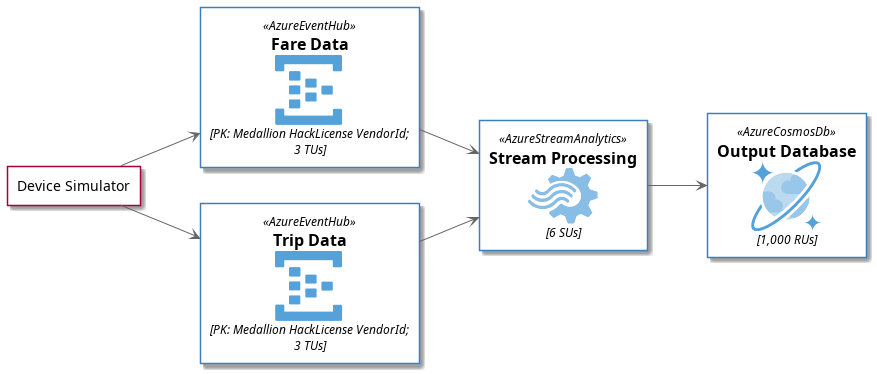 Device Simulator
«AzureEventHub»
Fare Data
[PK: Medallion HackLicense VendorId;
3 TUs]
«AzureEventHub»
Trip Data
[PK: Medallion HackLicense VendorId;
3 TUs]
«AzureStreamAnalytics»
Stream Processing
[6 SUs]
«AzureCosmosDb»
Output Database
[1,000 RUs]